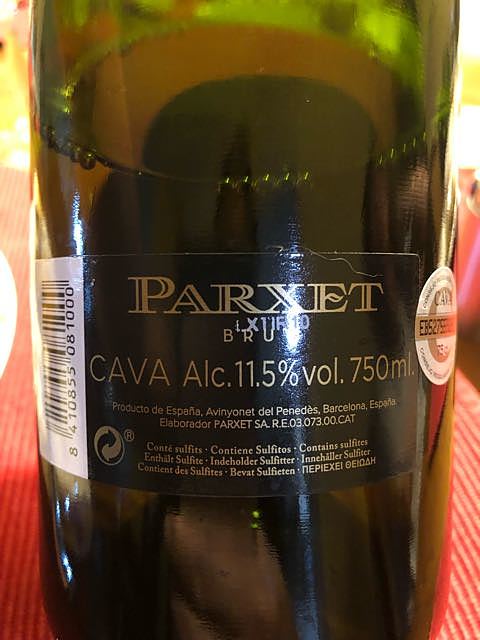 PARXET
BRUT
CAVA Alc.11.5%vol. 750ml.
Producto de España, Avinyonet del Penedès, Barcelona, España.
Elaborador PARXET SA. R.E.03.073.00.CAT
Conté sulfits · Contiene Sulfitos · Contains sulfites
Enthält Sulfite · Indeholder Sulfitter · Innehåller Sulfiter
Contient des Sulfites · Bevat Sulfieten · ΠΕΡΙΕΧΕΙ ΘΕΙΩΔΗ
®
8 410855 081000
CAVA